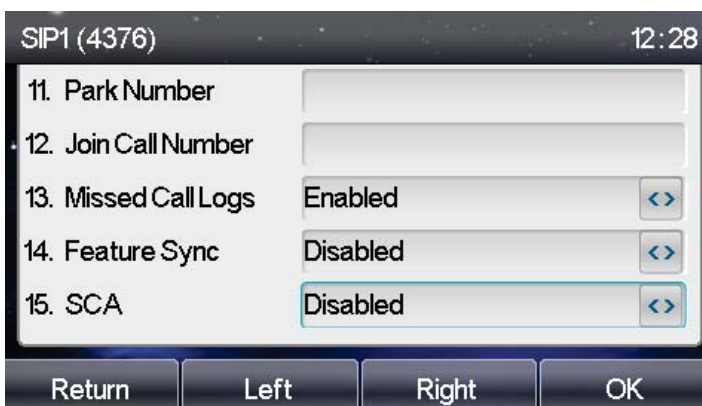 SIP1 (4376) 12:28
11. Park Number
12. Join Call Number
13. Missed Call Logs Enabled <>
14. Feature Sync Disabled <>
15. SCA Disabled <>
Return Left Right OK